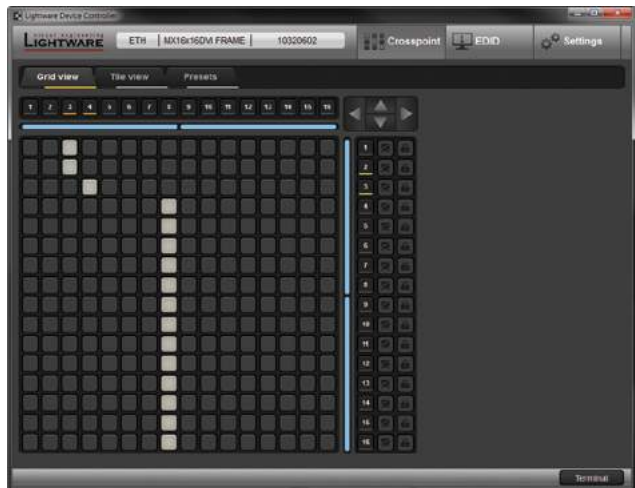 Lightware Device Controller
visual engineering
LIGHTWARE ETH | MX16x16DVI FRAME | 10320602 Crosspoint EDID Settings
Grid view Tile view Presets
1 2 3 4 5 6 7 8 9 10 11 12 13 14 15 16
1
2
3
4
5
6
7
8
9
10
11
12
13
14
15
16
Terminal